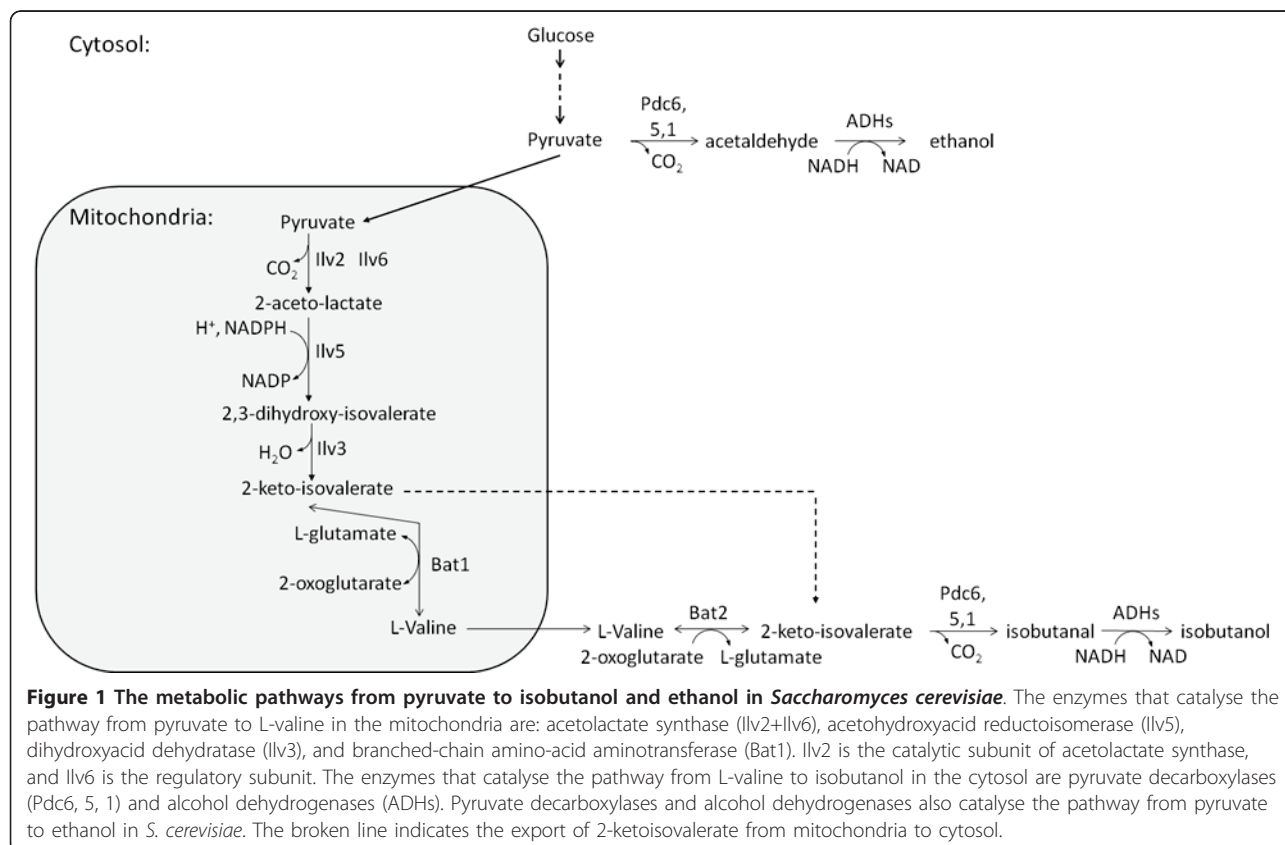 Cytosol:
Glucose
Pyruvate
Pdc6,
5,1
CO₂
acetaldehyde
ADHs
NADH NAD
ethanol
Mitochondria:
Pyruvate
CO₂
Ilv2 Ilv6
2-aceto-lactate
H⁺, NADPH
Ilv5
NADP
2,3-dihydroxy-isovalerate
H₂O
Ilv3
2-keto-isovalerate
L-glutamate
Bat1
2-oxoglutarate
L-Valine
L-Valine
Bat2
2-oxoglutarate L-glutamate
2-keto-isovalerate
Pdc6,
5,1
CO₂
isobutanal
ADHs
NADH NAD
isobutanol
Figure 1 The metabolic pathways from pyruvate to isobutanol and ethanol in Saccharomyces cerevisiae. The enzymes that catalyse the
pathway from pyruvate to L-valine in the mitochondria are: acetolactate synthase (Ilv2+Ilv6), acetohydroxyacid reductoisomerase (Ilv5),
dihydroxyacid dehydratase (Ilv3), and branched-chain amino-acid aminotransferase (Bat1). Ilv2 is the catalytic subunit of acetolactate synthase,
and Ilv6 is the regulatory subunit. The enzymes that catalyse the pathway from L-valine to isobutanol in the cytosol are pyruvate decarboxylases
(Pdc6, 5, 1) and alcohol dehydrogenases (ADHs). Pyruvate decarboxylases and alcohol dehydrogenases also catalyse the pathway from pyruvate
to ethanol in S. cerevisiae. The broken line indicates the export of 2-ketoisovalerate from mitochondria to cytosol.